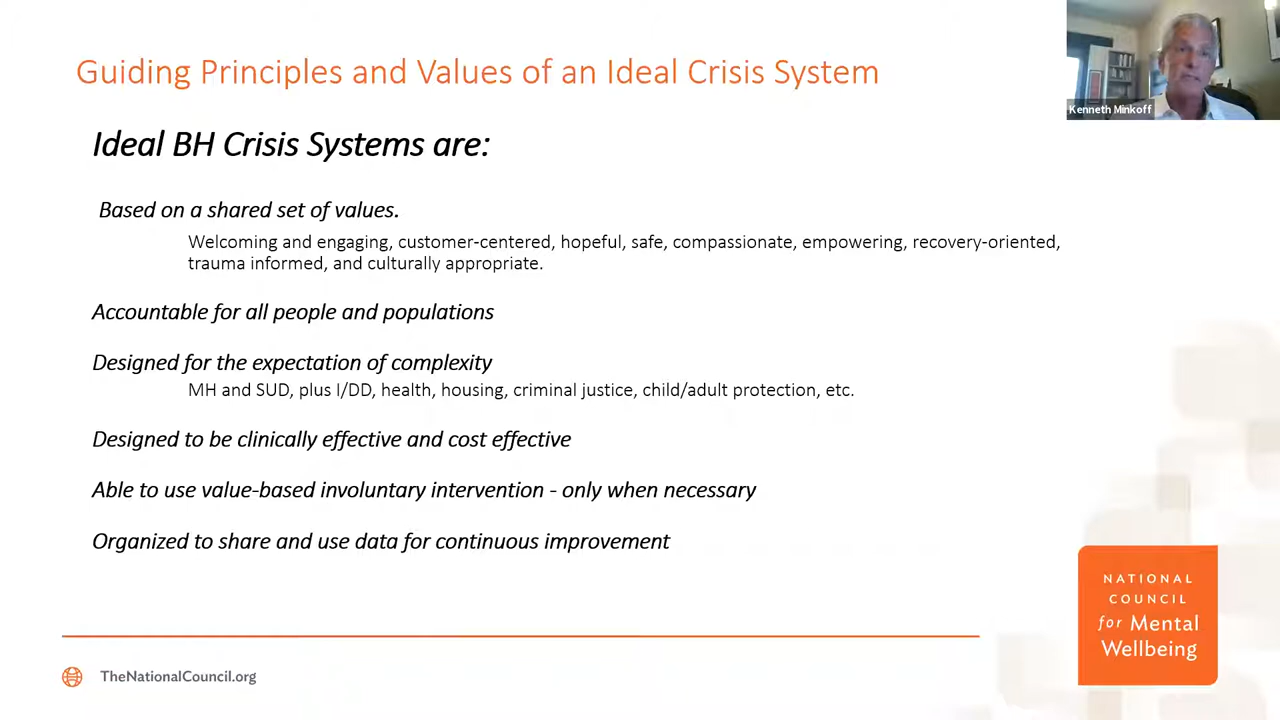 Guiding Principles and Values of an Ideal Crisis System
Kenneth Minkoff
Ideal BH Crisis Systems are:
Based on a shared set of values.
Welcoming and engaging, customer-centered, hopeful, safe, compassionate, empowering, recovery-oriented,
trauma informed, and culturally appropriate.
Accountable for all people and populations
Designed for the expectation of complexity
MH and SUD, plus I/DD, health, housing, criminal justice, child/adult protection, etc.
Designed to be clinically effective and cost effective
Able to use value-based involuntary intervention - only when necessary
Organized to share and use data for continuous improvement
NATIONAL
COUNCIL
for Mental
Wellbeing
TheNationalCouncil.org